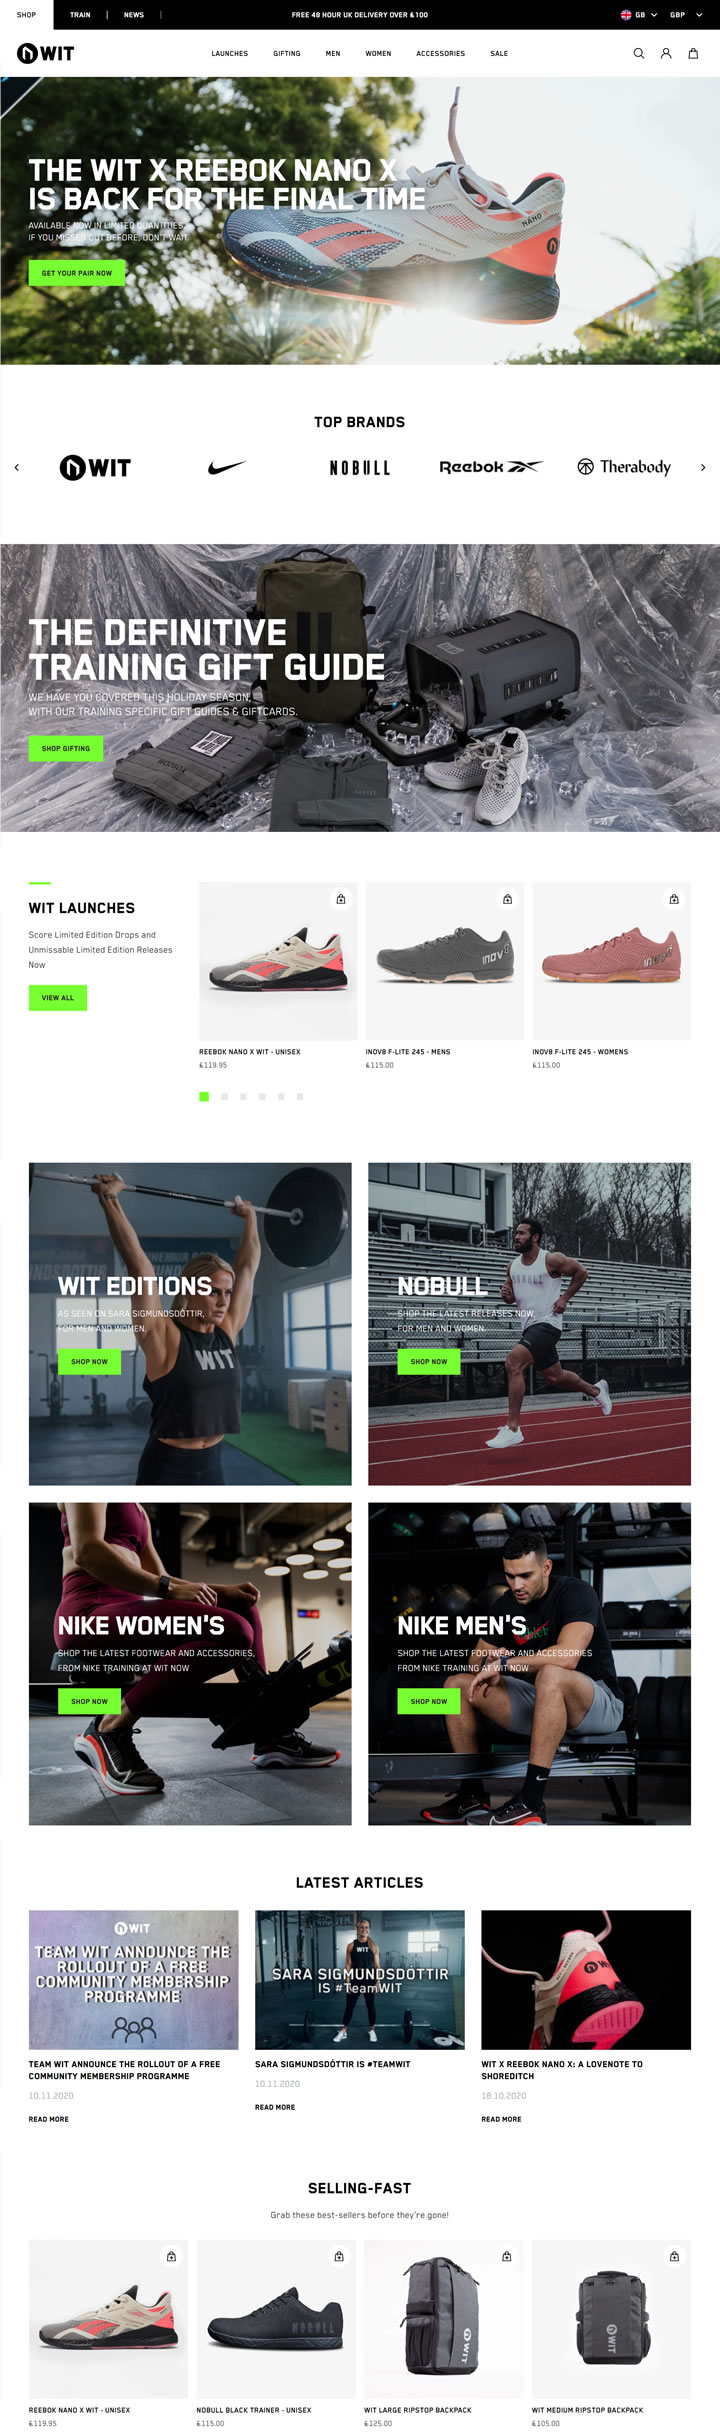 SHOP
TRAIN
NEWS
FREE 48 HOUR UK DELIVERY OVER £100
GB
GBP
WIT
LAUNCHES
GIFTING
MEN
WOMEN
ACCESSORIES
SALE
THE WIT X REEBOK NANO X
IS BACK FOR THE FINAL TIME
AVAILABLE NOW IN LIMITED QUANTITIES.
IF YOU MISSED OUT BEFORE, DON'T WAIT.
GET YOUR PAIR NOW
NANO
TOP BRANDS
WIT
NOBULL
Reebok
Therabody
THE DEFINITIVE
TRAINING GIFT GUIDE
WE HAVE YOU COVERED THIS HOLIDAY SEASON,
WITH OUR TRAINING SPECIFIC GIFT GUIDES & GIFTCARDS.
SHOP GIFTING
NOBULL
WIT LAUNCHES
Score Limited Edition Drops and
Unmissable Limited Edition Releases
Now
VIEW ALL
INOV8
INOV8
REEBOK NANO X WIT - UNISEX
£119.95
INOV8 F-LITE 245 - MENS
£115.00
INOV8 F-LITE 245 - WOMENS
£115.00
WIT EDITIONS
AS SEEN ON SARA SIGMUNDSDÓTTIR,
FOR MEN AND WOMEN.
SHOP NOW
WIT
NOBULL
NOBULL
SHOP THE LATEST RELEASES NOW,
FOR MEN AND WOMEN.
SHOP NOW
NIKE WOMEN'S
SHOP THE LATEST FOOTWEAR AND ACCESSORIES,
FROM NIKE TRAINING AT WIT NOW
SHOP NOW
NIKE MEN'S
SHOP THE LATEST FOOTWEAR AND ACCESSORIES
FROM NIKE TRAINING AT WIT NOW
SHOP NOW
LATEST ARTICLES
WIT
TEAM WIT ANNOUNCE THE
ROLLOUT OF A FREE
COMMUNITY MEMBERSHIP
PROGRAMME
TEAM WIT ANNOUNCE THE ROLLOUT OF A FREE
COMMUNITY MEMBERSHIP PROGRAMME
10.11.2020
READ MORE
WIT
SARA SIGMUNDSDÓTTIR
IS #TeamWIT
SARA SIGMUNDSDÓTTIR IS #TEAMWIT
10.11.2020
READ MORE
WIT
WIT X REEBOK NANO X: A LOVENOTE TO
SHOREDITCH
18.10.2020
READ MORE
SELLING-FAST
Grab these best-sellers before they're gone!
NOBULL
WIT
WIT
REEBOK NANO X WIT - UNISEX
£119.95
NOBULL BLACK TRAINER - UNISEX
£115.00
WIT LARGE RIPSTOP BACKPACK
£125.00
WIT MEDIUM RIPSTOP BACKPACK
£105.00